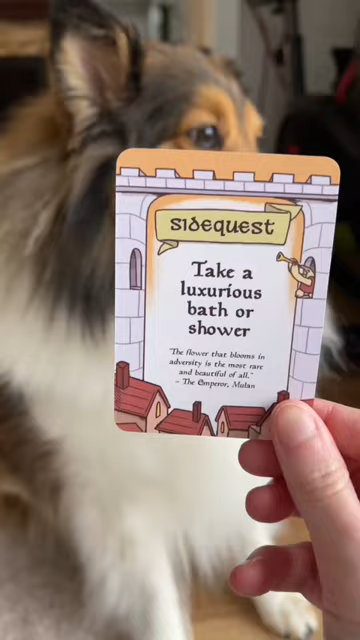 sidequest
Take a
luxurious
bath or
shower
"The flower that blooms in
adversity is the most rare
and beautiful of all."
– The Emperor, Mulan